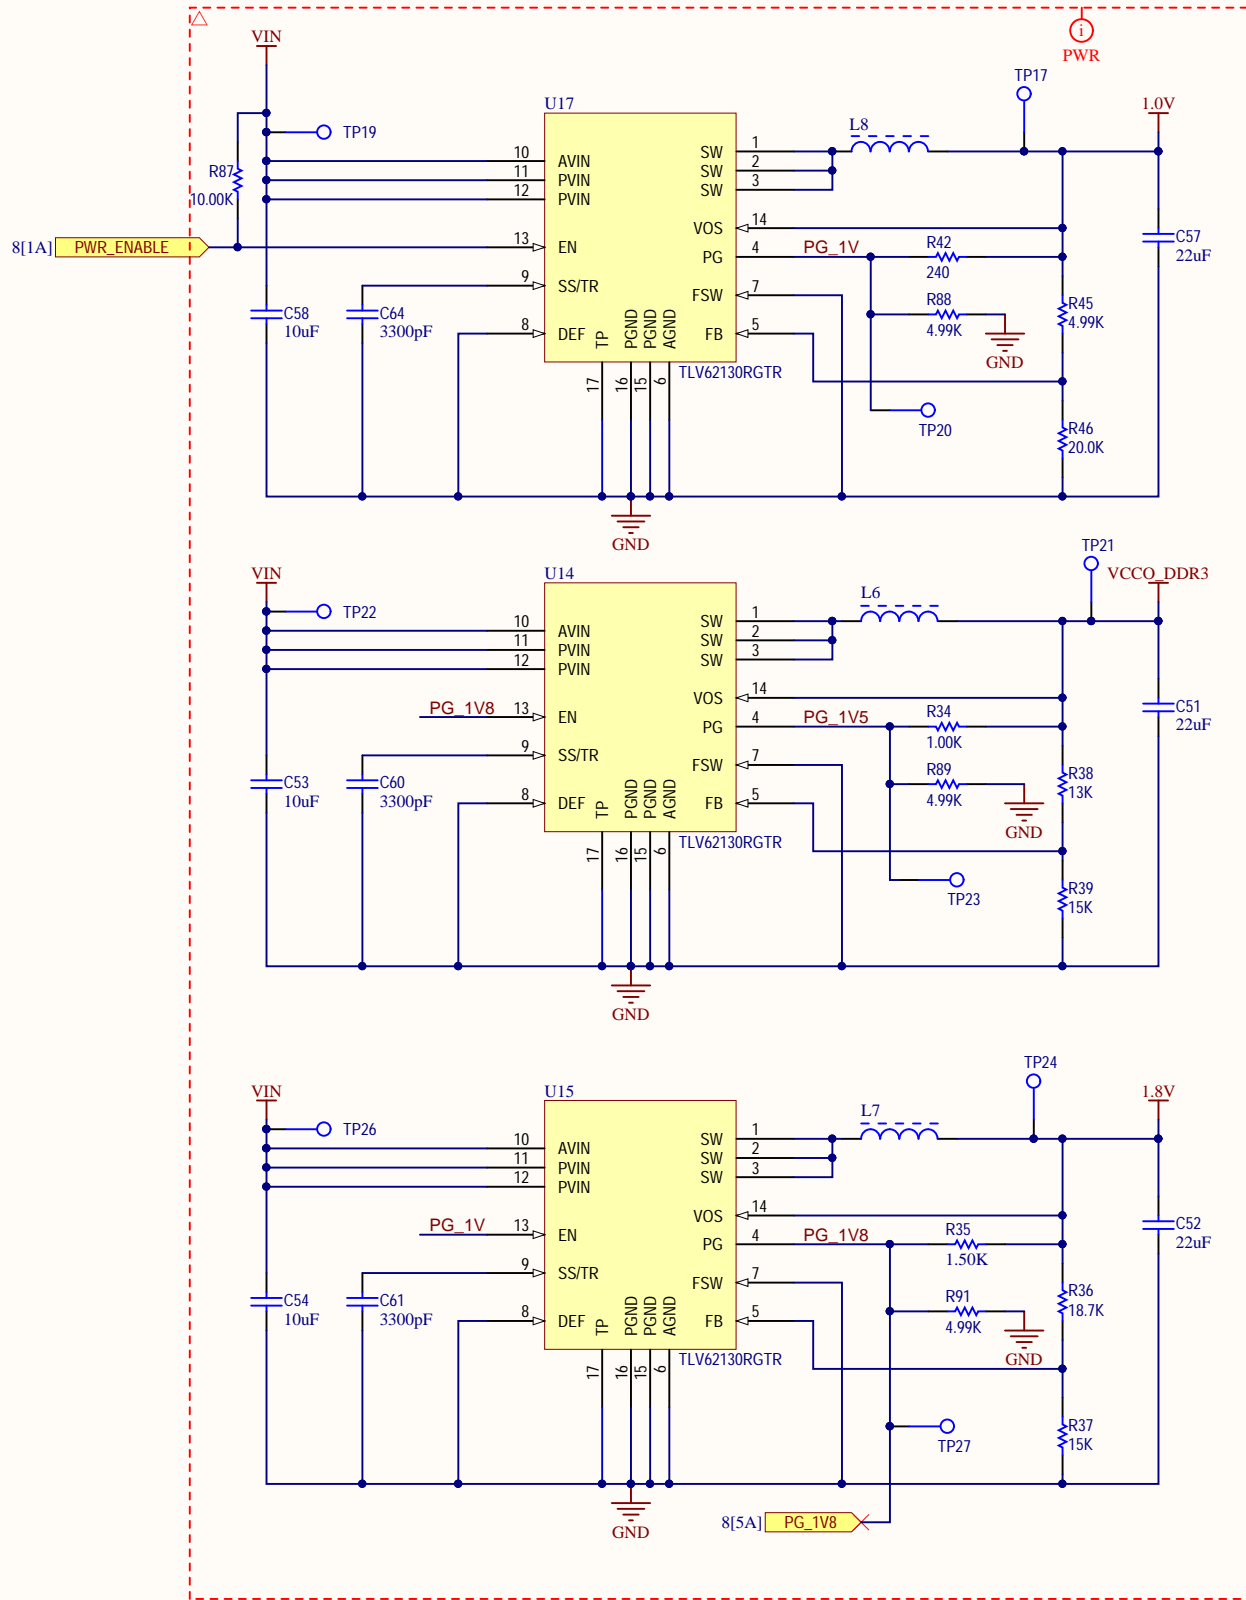 i
PWR
VIN
TP17
U17
1.0V
L8
TP19
R87
10.00K
10 AVIN
11 PVIN
12 PVIN
SW 1
SW 2
SW 3
VOS 14
8[1A] PWR_ENABLE
13 EN
PG 4 PG_1V
R42
240
C57
22uF
9 SS/TR
FSW 7
R88
4.99K
R45
4.99K
C58
10uF
C64
3300pF
8 DEF
FB 5
GND
TP PGND PGND AGND
17 16 15 6
TLV62130RGTR
TP20
R46
20.0K
GND
TP21
VIN
U14
VCCO_DDR3
L6
TP22
10 AVIN
11 PVIN
12 PVIN
SW 1
SW 2
SW 3
VOS 14
PG_1V8 13 EN
PG 4 PG_1V5
R34
1.00K
C51
22uF
9 SS/TR
FSW 7
R89
4.99K
R38
13K
C53
10uF
C60
3300pF
8 DEF
FB 5
GND
TP PGND PGND AGND
17 16 15 6
TLV62130RGTR
TP23
R39
15K
GND
TP24
VIN
U15
1.8V
L7
TP26
10 AVIN
11 PVIN
12 PVIN
SW 1
SW 2
SW 3
VOS 14
PG_1V 13 EN
PG 4 PG_1V8
R35
1.50K
C52
22uF
9 SS/TR
FSW 7
R91
4.99K
R36
18.7K
C54
10uF
C61
3300pF
8 DEF
FB 5
GND
TP PGND PGND AGND
17 16 15 6
TLV62130RGTR
TP27
R37
15K
GND
8[5A] PG_1V8